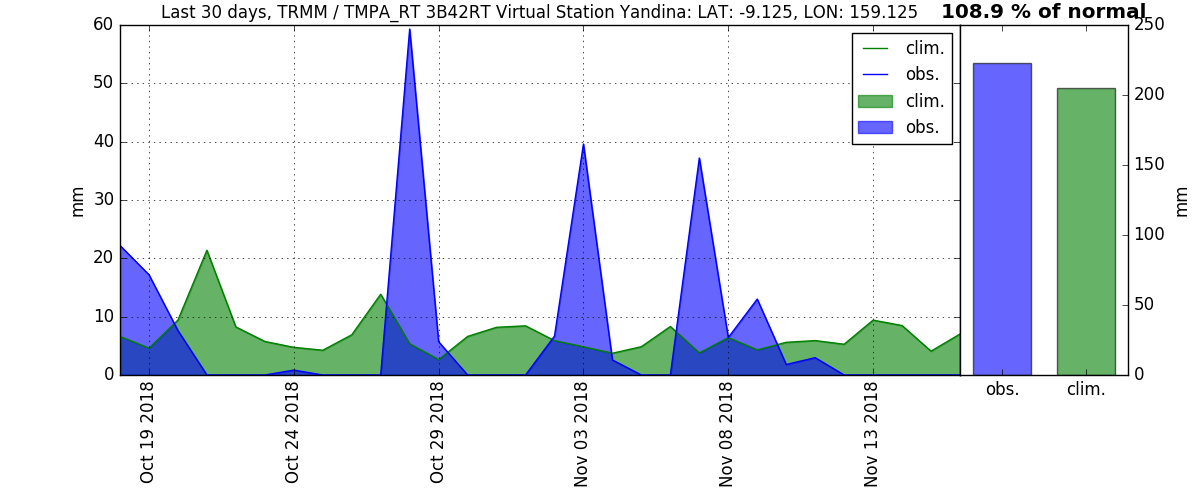 Last 30 days, TRMM / TMPA_RT 3B42RT Virtual Station Yandina: LAT: -9.125, LON: 159.125
108.9 % of normal
60
50
40
30
20
10
0
mm
clim.
obs.
clim.
obs.
250
200
150
100
50
0
mm
Oct 19 2018
Oct 24 2018
Oct 29 2018
Nov 03 2018
Nov 08 2018
Nov 13 2018
obs.
clim.